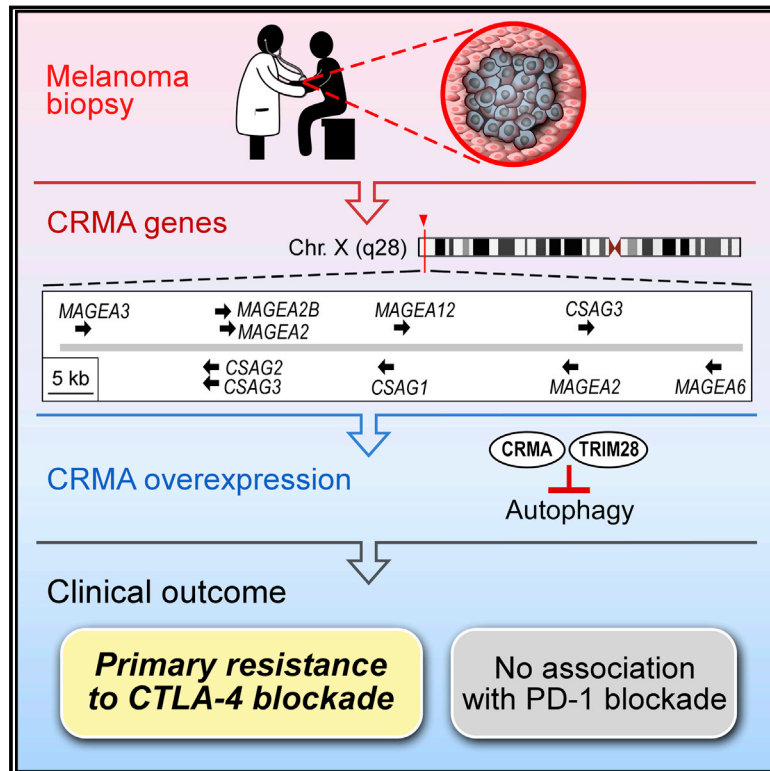 Melanoma
biopsy
CRMA genes
Chr. X (q28)
MAGEA3
MAGEA2B
MAGEA2
MAGEA12
CSAG3
5 kb
CSAG2
CSAG3
CSAG1
MAGEA2
MAGEA6
CRMA overexpression
CRMA
TRIM28
Autophagy
Clinical outcome
Primary resistance
to CTLA-4 blockade
No association
with PD-1 blockade